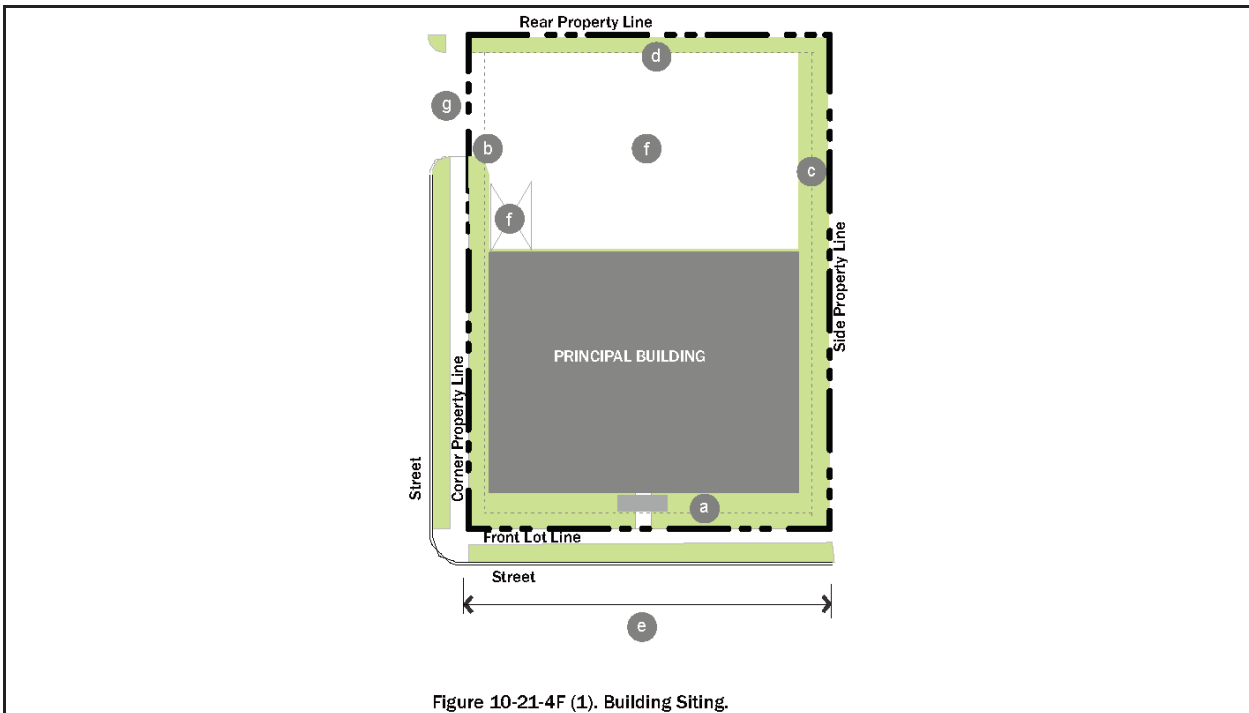 Rear Property Line
d
g
b
f
c
f
Side Property Line
PRINCIPAL BUILDING
Corner Property Line
Street
a
Front Lot Line
Street
e
Figure 10-21-4F (1). Building Siting.